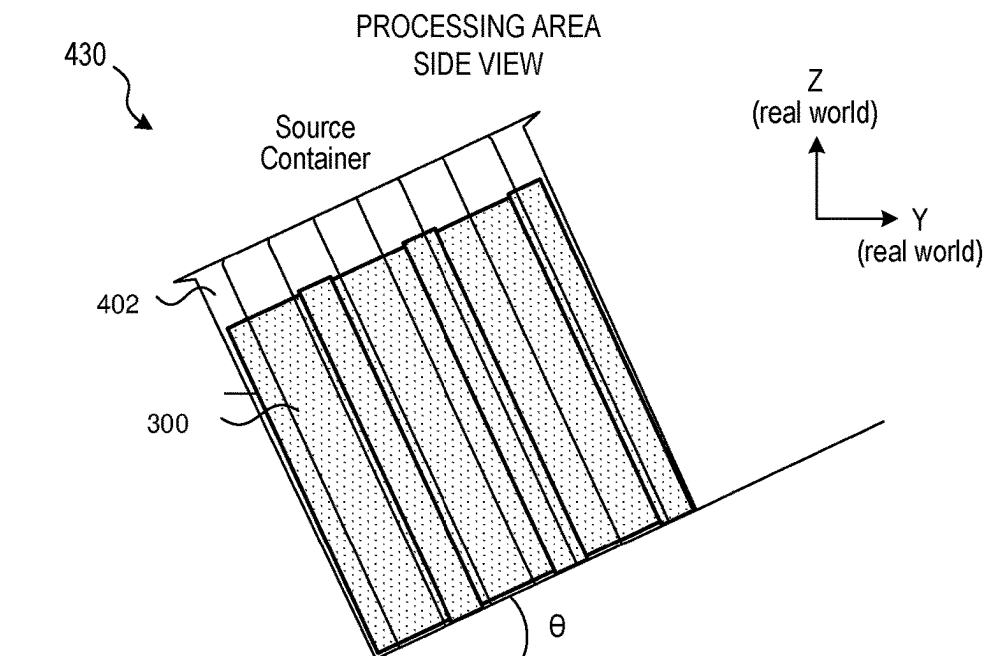 PROCESSING AREA
SIDE VIEW
430
Source
Container
Z
(real world)
Y
(real world)
402
300
θ